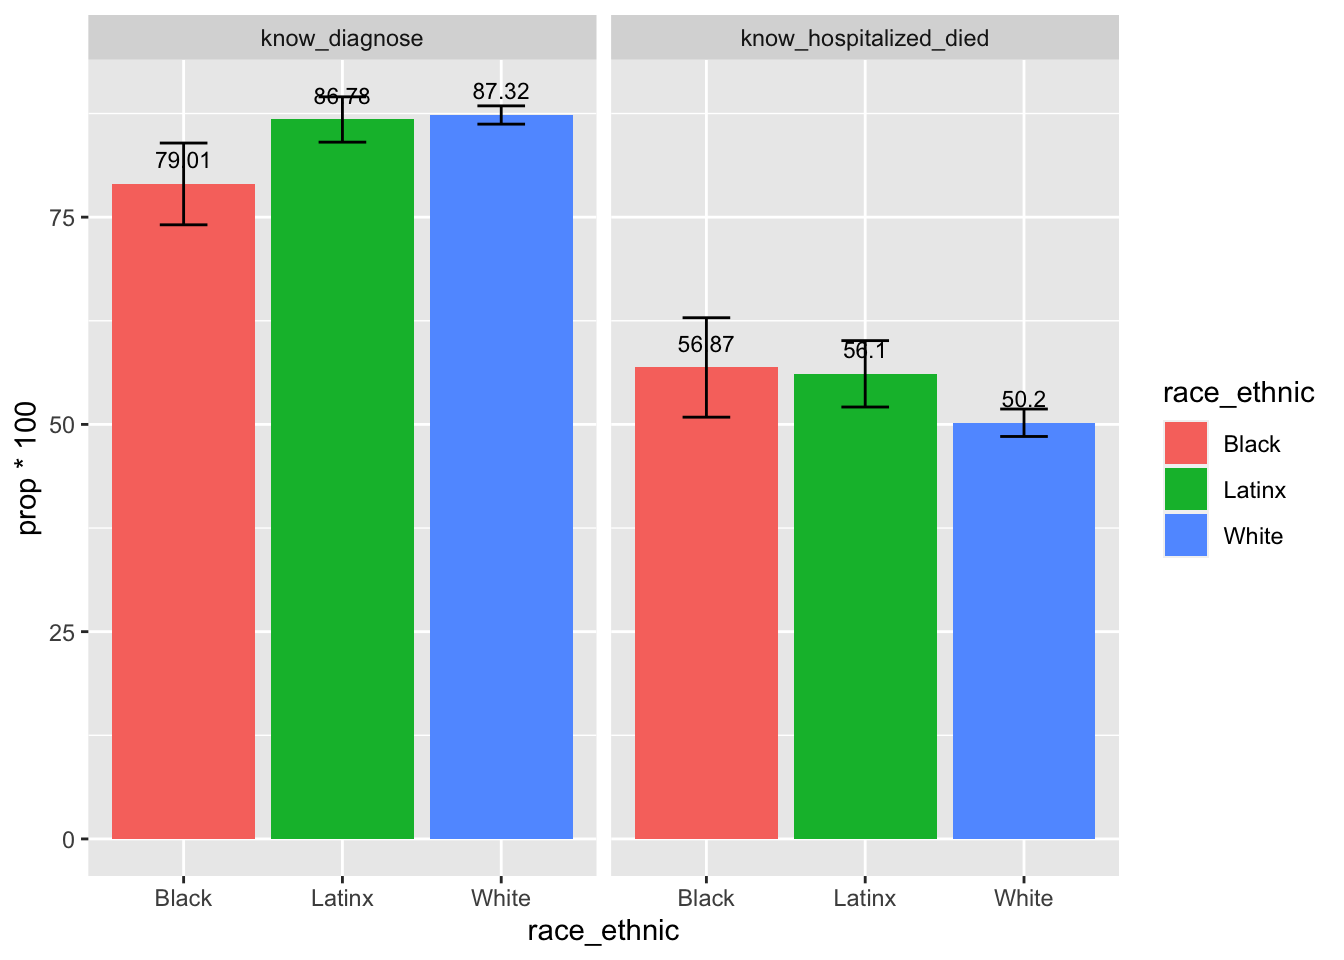 know_diagnose
know_hospitalized_died
86.78
87.32
79.01
56.87
56.1
50.2
75
50
25
0
prop * 100
Black
Latinx
White
Black
Latinx
White
race_ethnic
race_ethnic
Black
Latinx
White